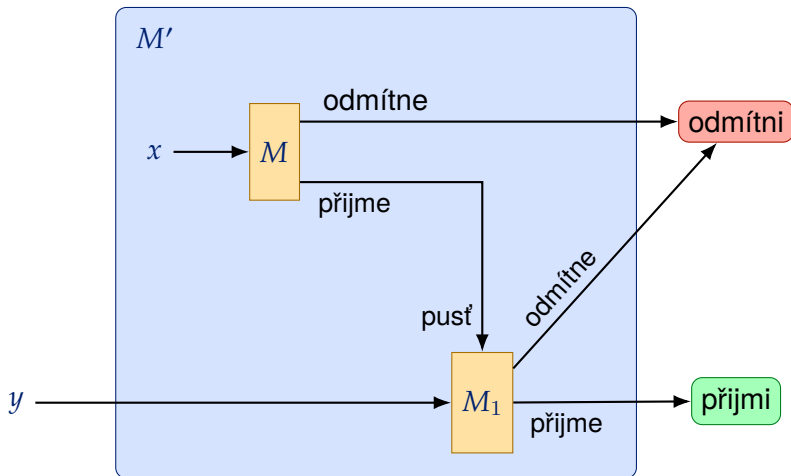 M′
odmítne
odmítni
x
M
přijme
odmítne
pusť
y
M₁
přijmi
přijme